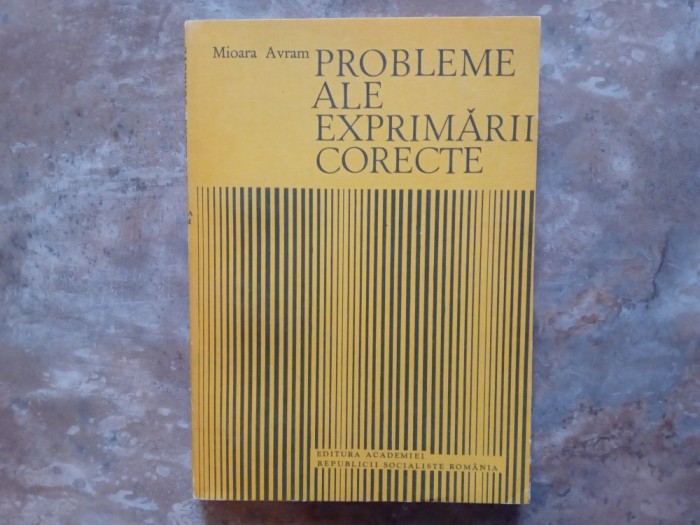 Mioara Avram
PROBLEME
ALE
EXPRIMĂRII
CORECTE
EDITURA ACADEMIEI
REPUBLICII SOCIALISTE ROMÂNIA